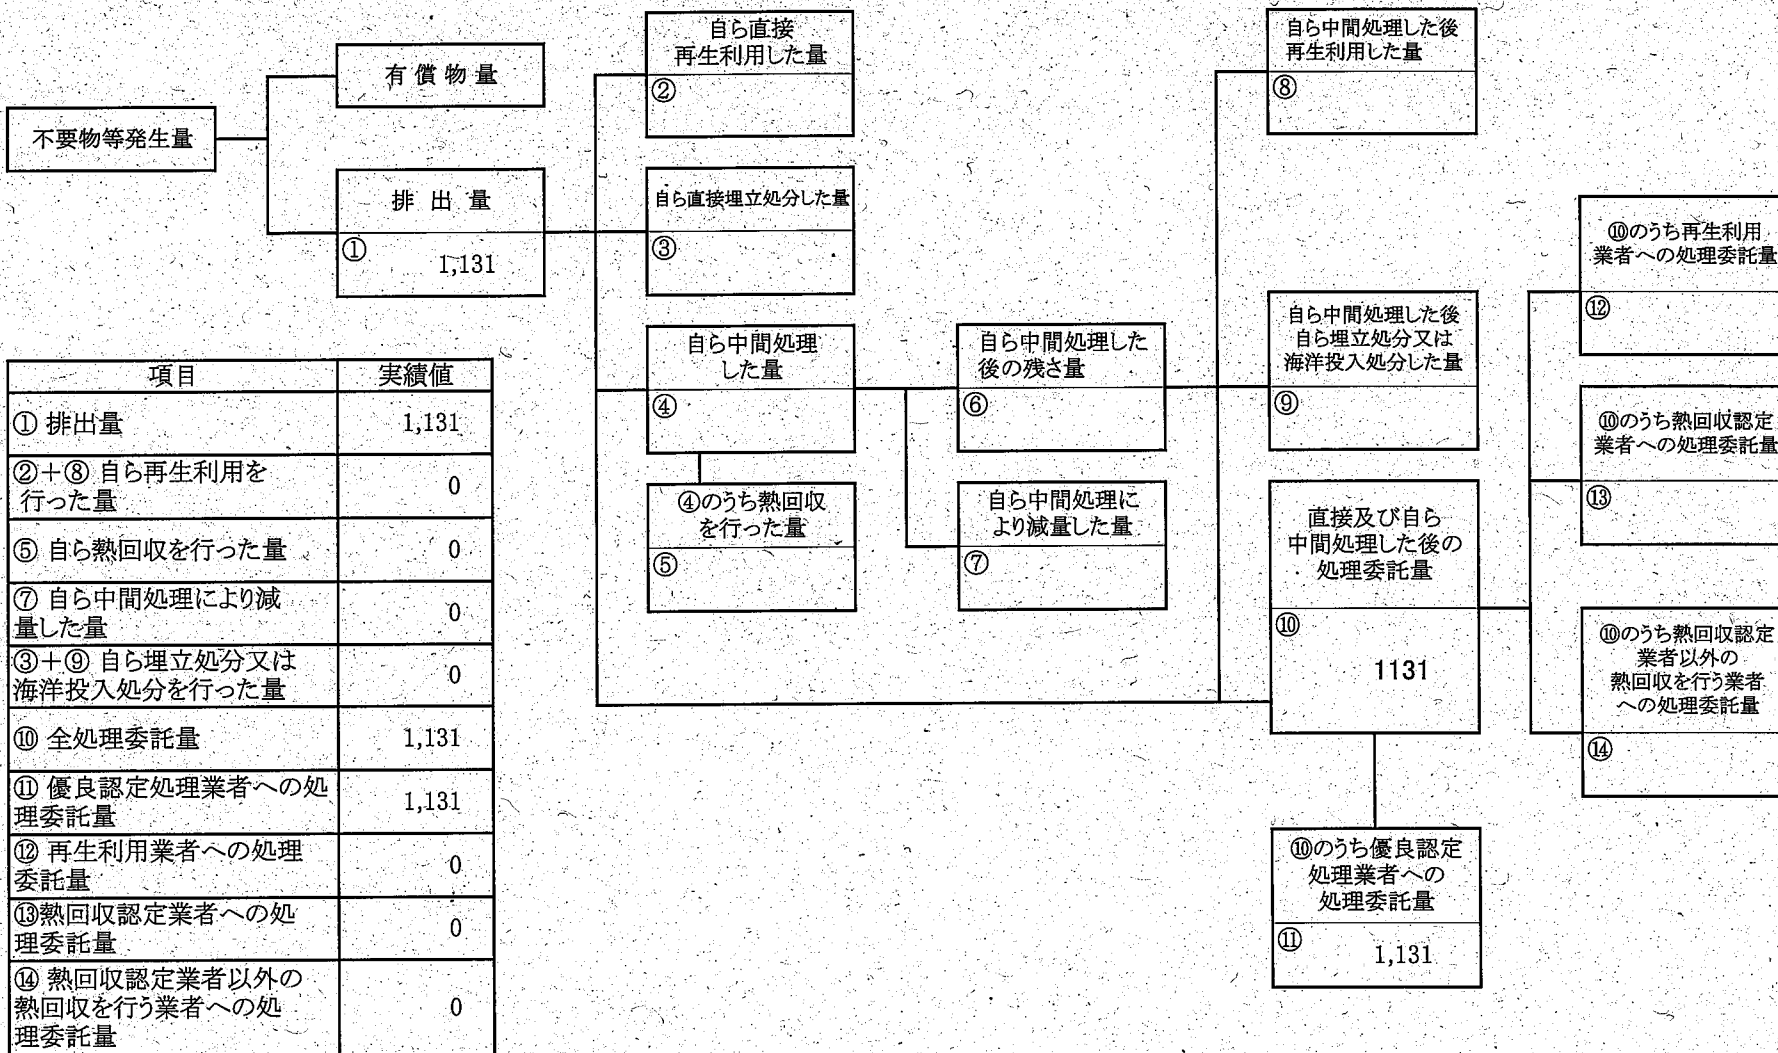 不要物等発生量
有償物量
排出量
①
1,131
自ら直接
再生利用した量
②
自ら直接埋立処分した量
③
自ら中間処理
した量
④
④のうち熱回収
を行った量
⑤
自ら中間処理した
後の残さ量
⑥
自ら中間処理に
より減量した量
⑦
自ら中間処理した後
再生利用した量
⑧
自ら中間処理した後
自ら埋立処分又は
海洋投入処分した量
⑨
直接及び自ら
中間処理した後の
処理委託量
⑩
1131
⑩のうち優良認定
処理業者への
処理委託量
⑪
1,131
⑩のうち再生利用
業者への処理委託量
⑫
⑩のうち熱回収認定
業者への処理委託量
⑬
⑩のうち熱回収認定
業者以外の
熱回収を行う業者
への処理委託量
⑭
項目 実績値
① 排出量 1,131
②+⑧ 自ら再生利用を
行った量 0
⑤ 自ら熱回収を行った量 0
⑦ 自ら中間処理により減
量した量 0
③+⑨ 自ら埋立処分又は
海洋投入処分を行った量 0
⑩ 全処理委託量 1,131
⑪ 優良認定処理業者への処
理委託量 1,131
⑫ 再生利用業者への処理
委託量 0
⑬熱回収認定業者への処
理委託量 0
⑭ 熱回収認定業者以外の
熱回収を行う業者への処
理委託量 0